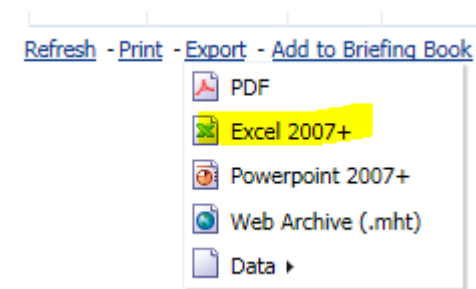 Refresh - Print - Export - Add to Briefing Book
PDF
Excel 2007+
Powerpoint 2007+
Web Archive (.mht)
Data